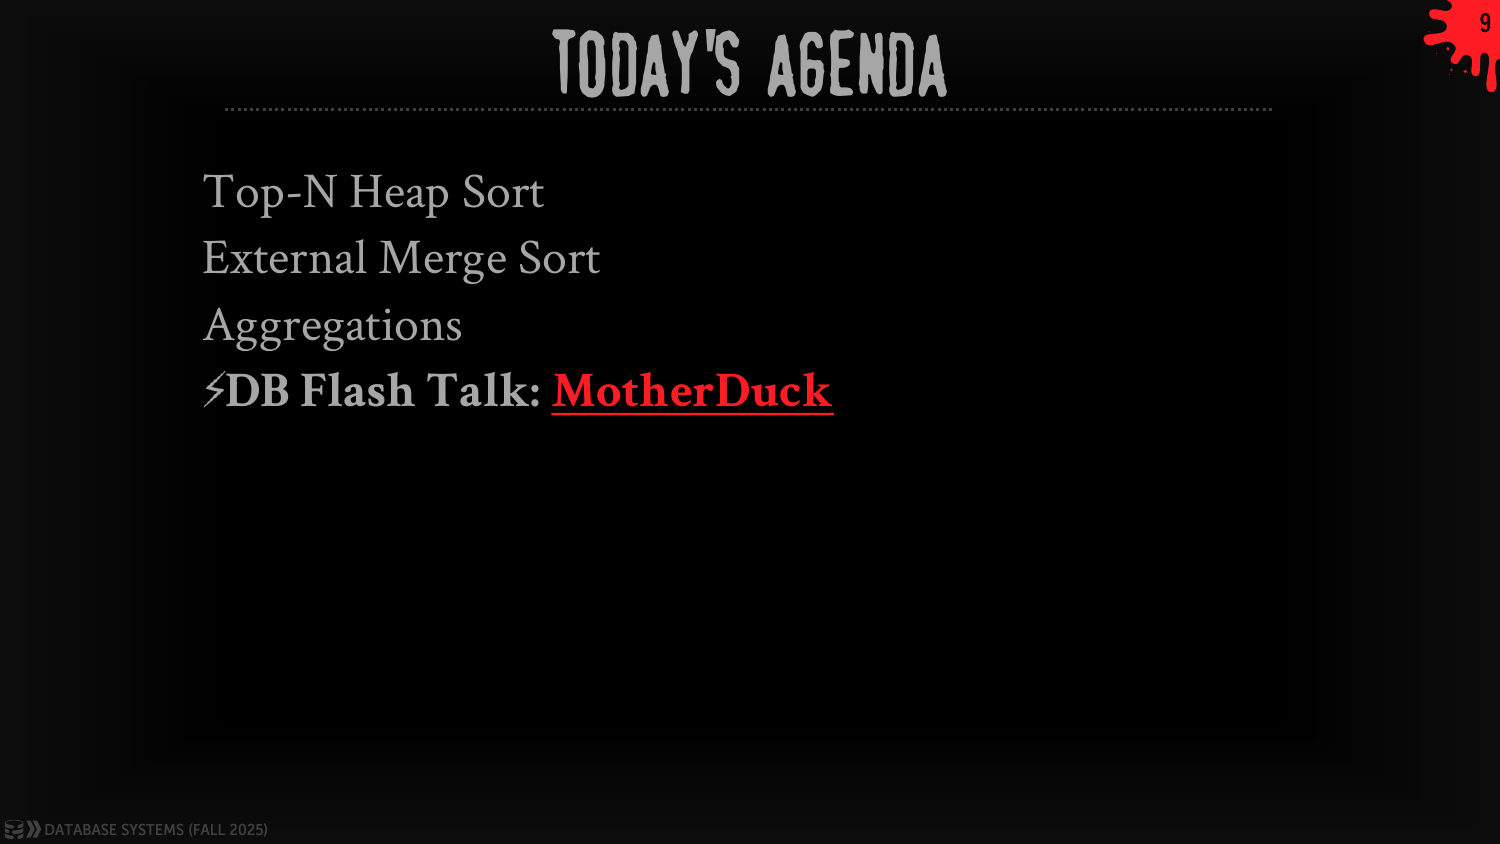 9
TODAY'S AGENDA
Top-N Heap Sort
External Merge Sort
Aggregations
⚡DB Flash Talk: MotherDuck
DATABASE SYSTEMS (FALL 2025)